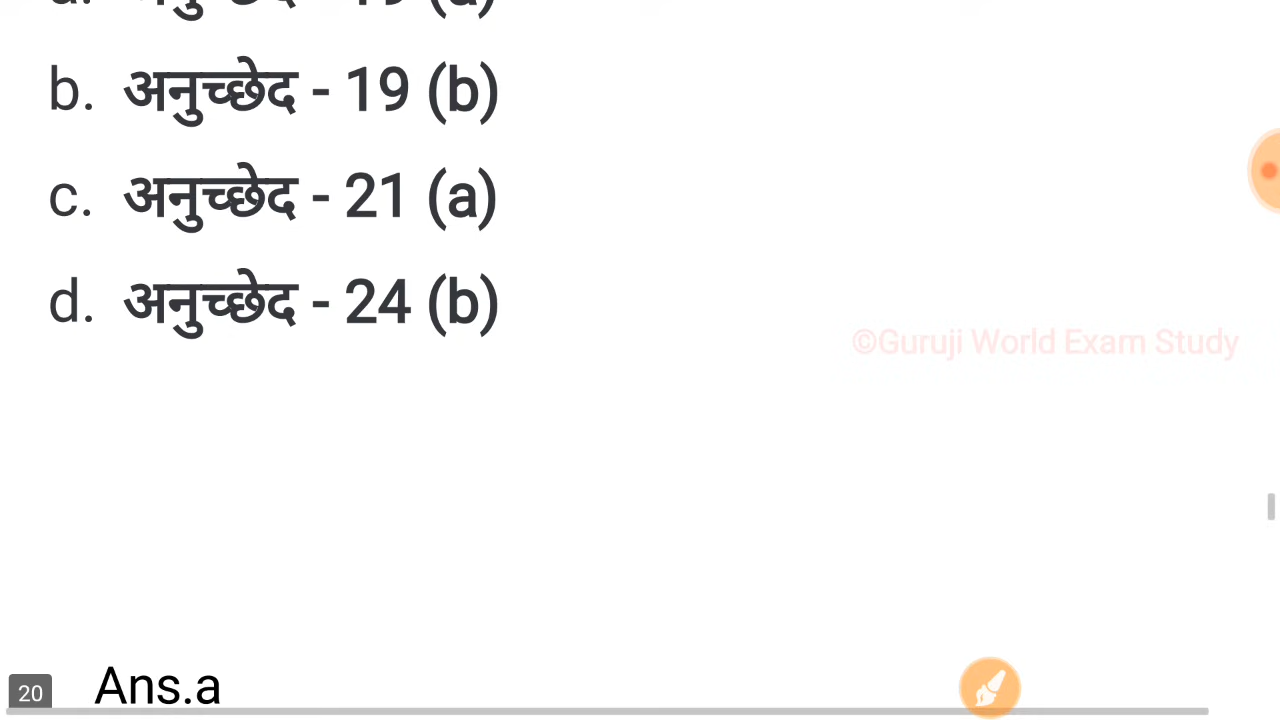 b. अनुच्छेद - 19 (b)
c. अनुच्छेद - 21 (a)
d. अनुच्छेद - 24 (b)
©Guruji World Exam Study
20 Ans.a